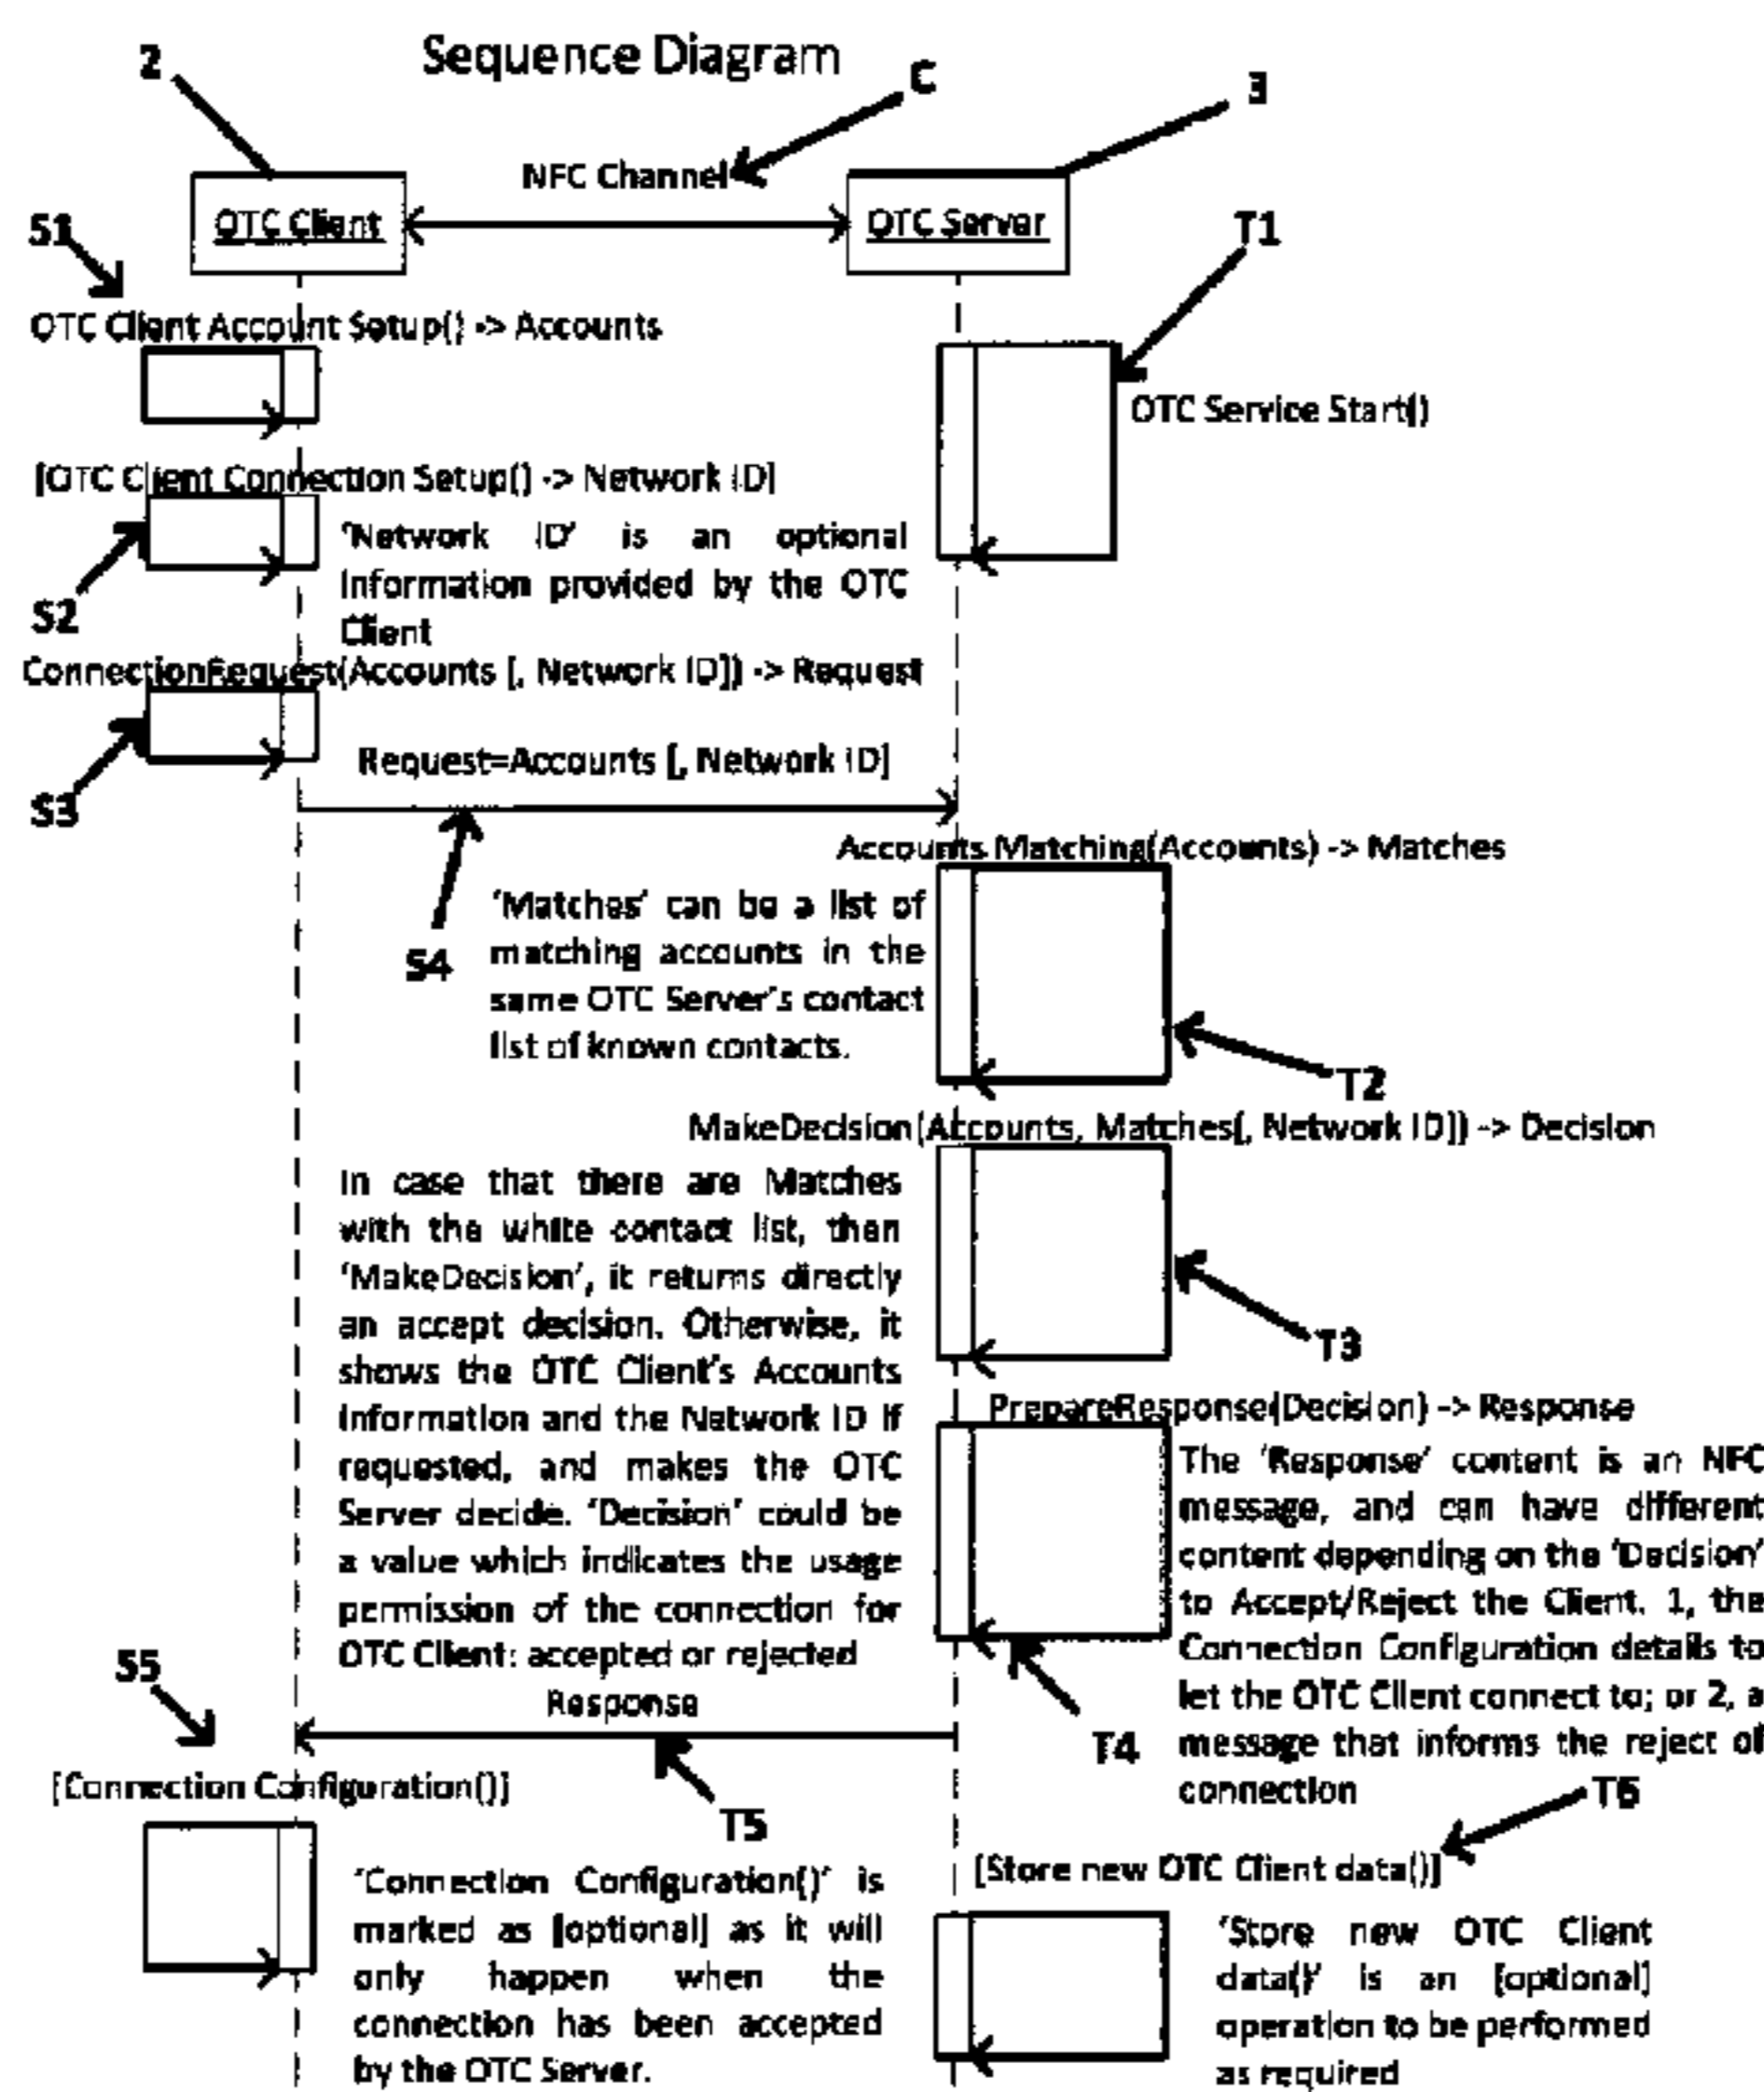 Sequence Diagram
2
C
3
NFC Channel
OTC Client
OTC Server
S1
T1
OTC Client Account Setup() -> Accounts
OTC Service Start()
[OTC Client Connection Setup() -> Network ID]
'Network ID' is an optional
Information provided by the OTC
Client
S2
ConnectionRequest(Accounts [, Network ID]) -> Request
Request=Accounts [, Network ID]
S3
Accounts Matching(Accounts) -> Matches
'Matches' can be a list of
matching accounts in the
same OTC Server's contact
list of known contacts.
S4
T2
MakeDecision(Accounts, Matches[, Network ID]) -> Decision
In case that there are Matches
with the white contact list, then
'MakeDecision', it returns directly
an accept decision. Otherwise, it
shows the OTC Client's Accounts
Information and the Network ID if
requested, and makes the OTC
Server decide. 'Decision' could be
a value which indicates the usage
permission of the connection for
OTC Client: accepted or rejected
T3
PrepareResponse(Decision) -> Response
The 'Response' content is an NFC
message, and can have different
content depending on the 'Decision'
to Accept/Reject the Client. 1, the
Connection Configuration details to
let the OTC Client connect to; or 2, a
message that informs the reject of
connection
T4
S5
Response
T5
[Connection Configuration()]
'Connection Configuration()' is
marked as [optional] as it will
only happen when the
connection has been accepted
by the OTC Server.
T6
[Store new OTC Client data()]
'Store new OTC Client
data()' is an [optional]
operation to be performed
as required